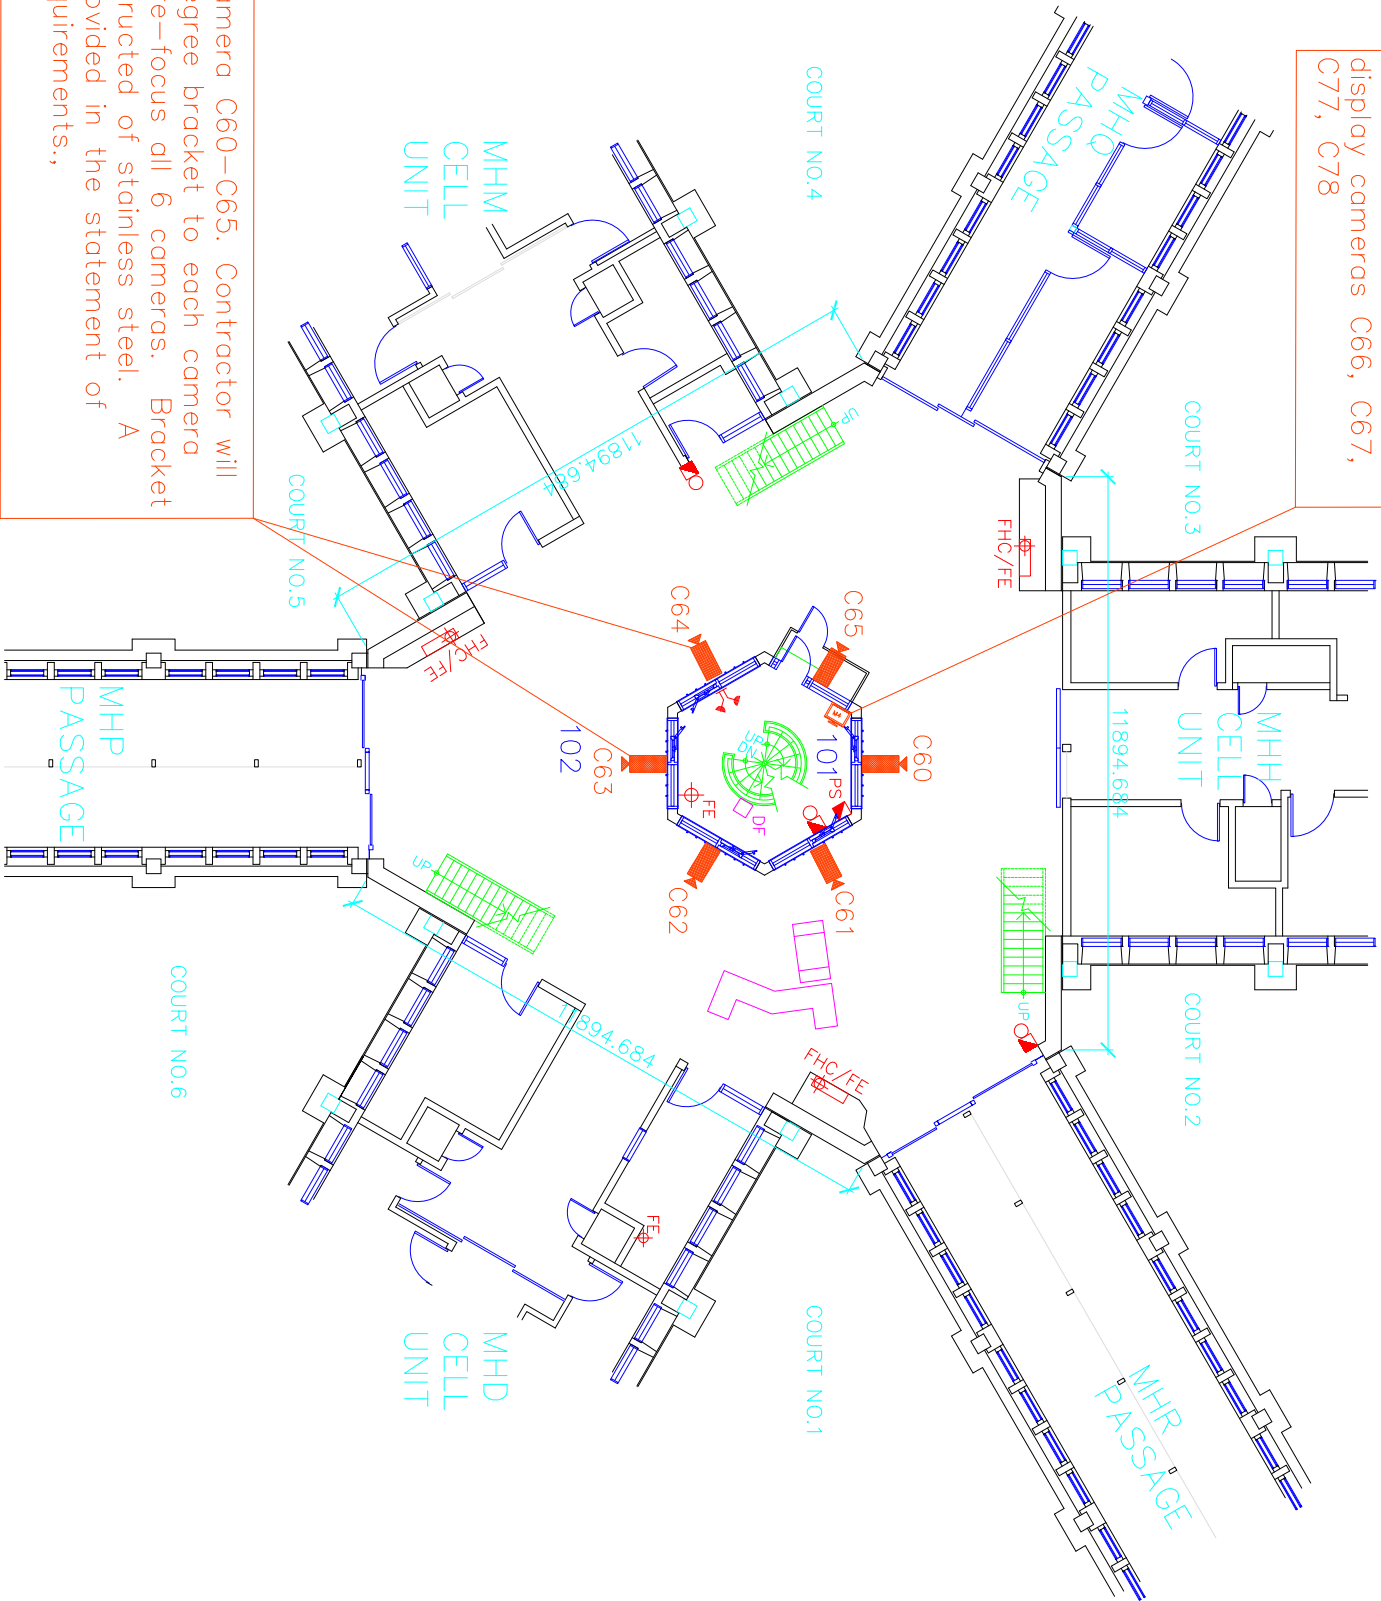 display cameras C66, C67,
C77, C78
amera C60-C65. Contractor will
egree bracket to each camera
re-focus all 6 cameras. Bracket
ructed of stainless steel. A
ovided in the statement of
quirements.,
MHQ
PASSAGE
COURT NO.4
MHM
CELL
UNIT
COURT NO.3
UP
11894.684
FHC/FE
COURT NO.5
FHC/FE
C64
C65
MHP
PASSAGE
MHH
CELL
UNIT
11894.684
C60
101
PS
UP
DN
102
C63
FE
DF
C62
C61
UP
UP
COURT NO.2
COURT NO.6
11894.684
FHC/FE
FE
MHD
CELL
UNIT
COURT NO.1
MHR
PASSAGE